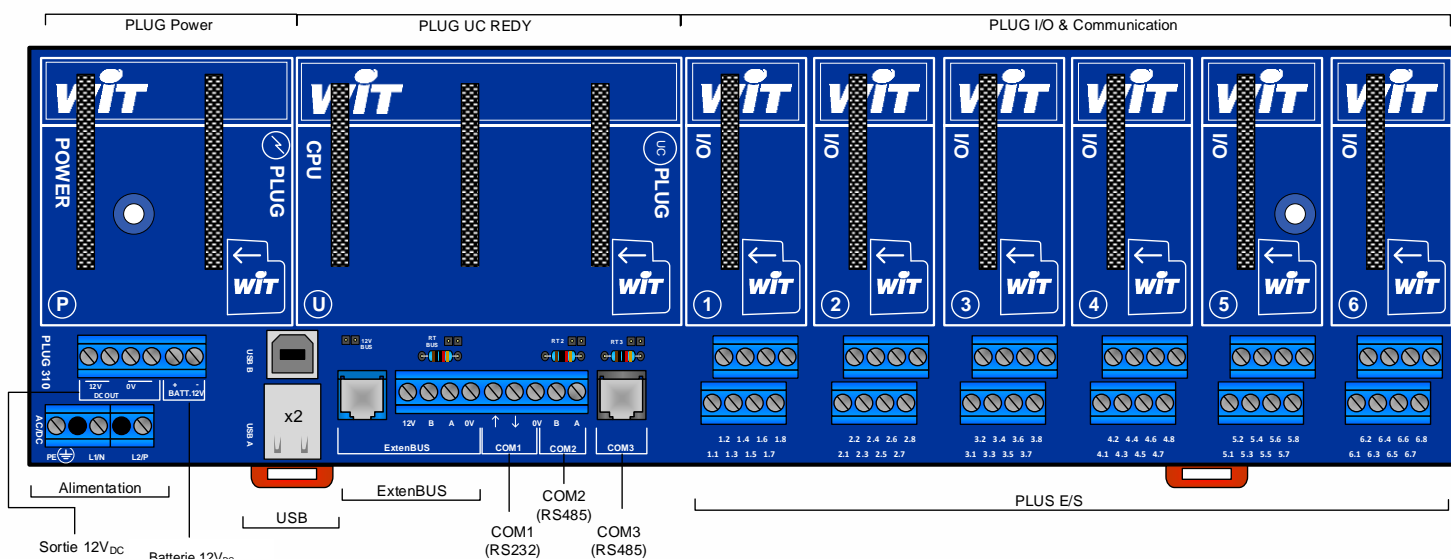 PLUG Power PLUG UC REDY PLUG I/O & Communication
WiT WiT WiT WiT WiT WiT WiT WiT
POWER PLUG CPU UC PLUG I/O I/O I/O I/O I/O I/O
WiT WiT WiT WiT WiT WiT WiT WiT
P U 1 2 3 4 5 6
PLUG 310
12V 0V + -
DC OUT BATT.12V
AC/DC
PE L1/N L2/P
USB B
USB A
x2
12V BUS
RT BUS
RT 2
RT 3
12V B A 0V ↑ ↓ 0V B A
ExtenBUS COM1 COM2 COM3
1.2 1.4 1.6 1.8 2.2 2.4 2.6 2.8 3.2 3.4 3.6 3.8 4.2 4.4 4.6 4.8 5.2 5.4 5.6 5.8 6.2 6.4 6.6 6.8
1.1 1.3 1.5 1.7 2.1 2.3 2.5 2.7 3.1 3.3 3.5 3.7 4.1 4.3 4.5 4.7 5.1 5.3 5.5 5.7 6.1 6.3 6.5 6.7
Alimentation
USB
ExtenBUS
COM1
(RS232)
COM2
(RS485)
COM3
(RS485)
PLUS E/S
Sortie 12VDC
Batterie 12VDC